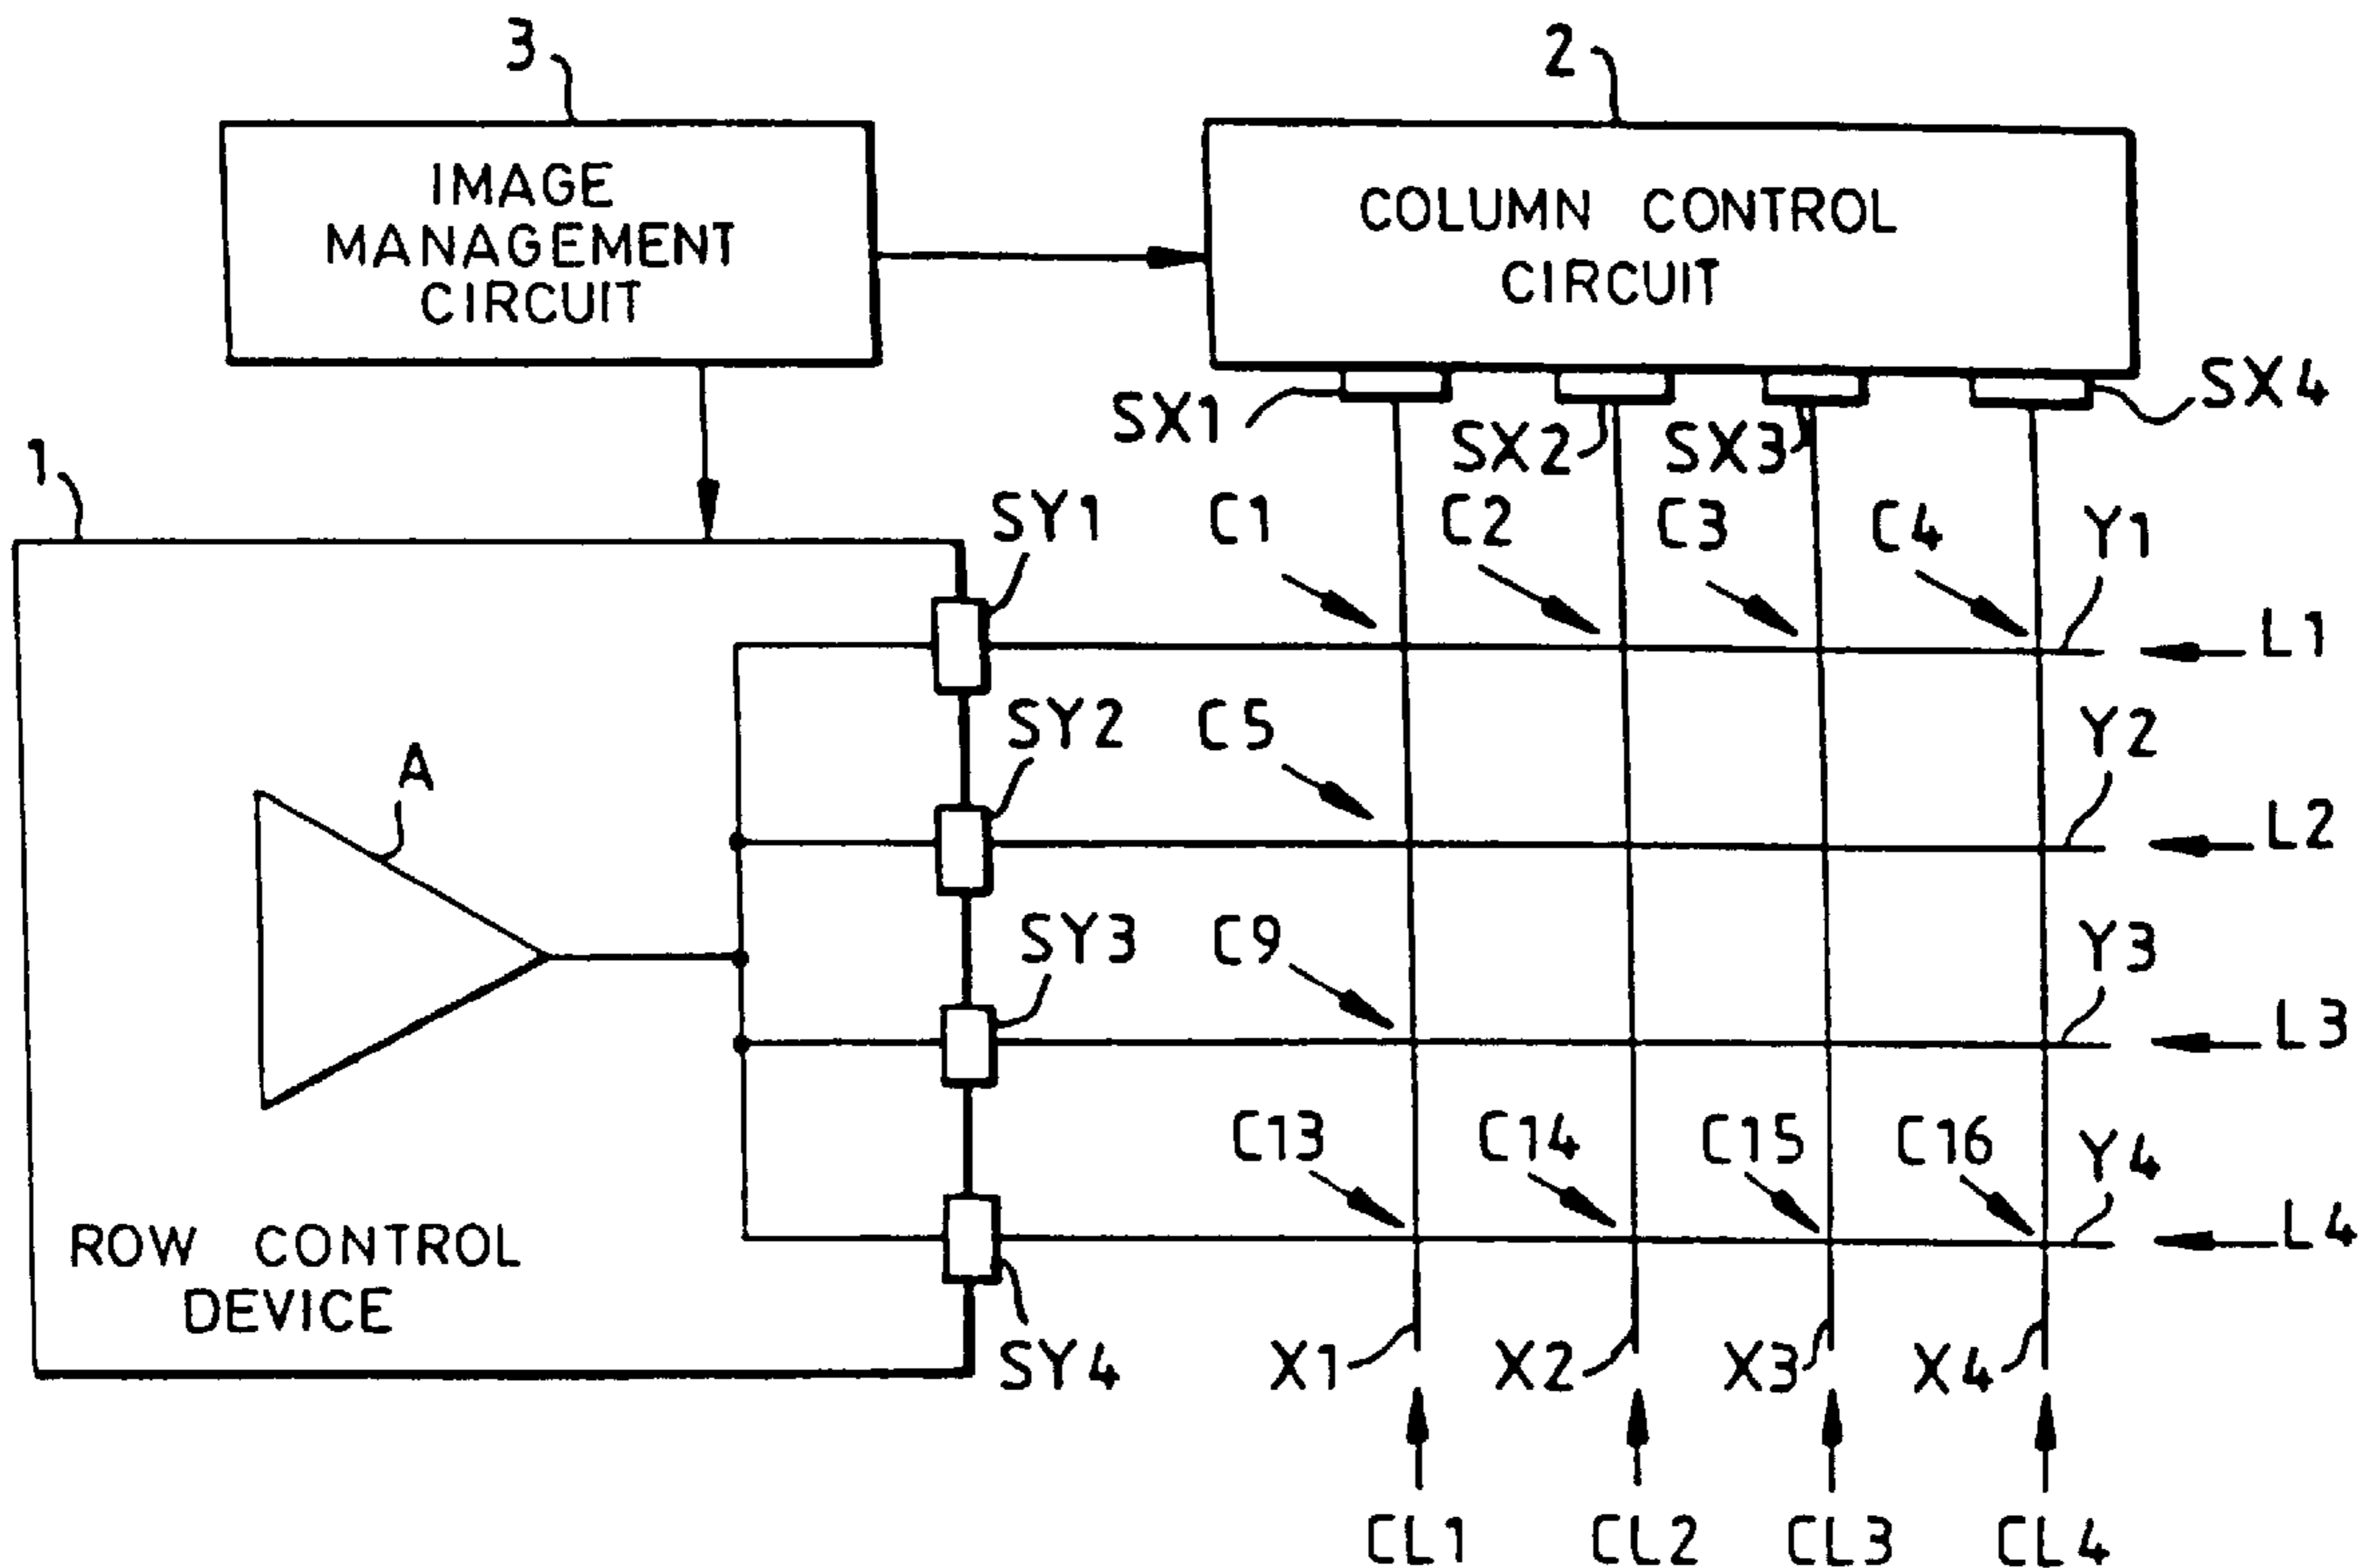 3
2
IMAGE
MANAGEMENT
CIRCUIT
COLUMN CONTROL
CIRCUIT
SX1
SX2
SX3
SX4
1
SY1
C1
C2
C3
C4
Y1
L1
SY2
C5
Y2
L2
A
SY3
C9
Y3
L3
C13
C14
C15
C16
Y4
L4
ROW CONTROL
DEVICE
SY4
X1
X2
X3
X4
CL1
CL2
CL3
CL4